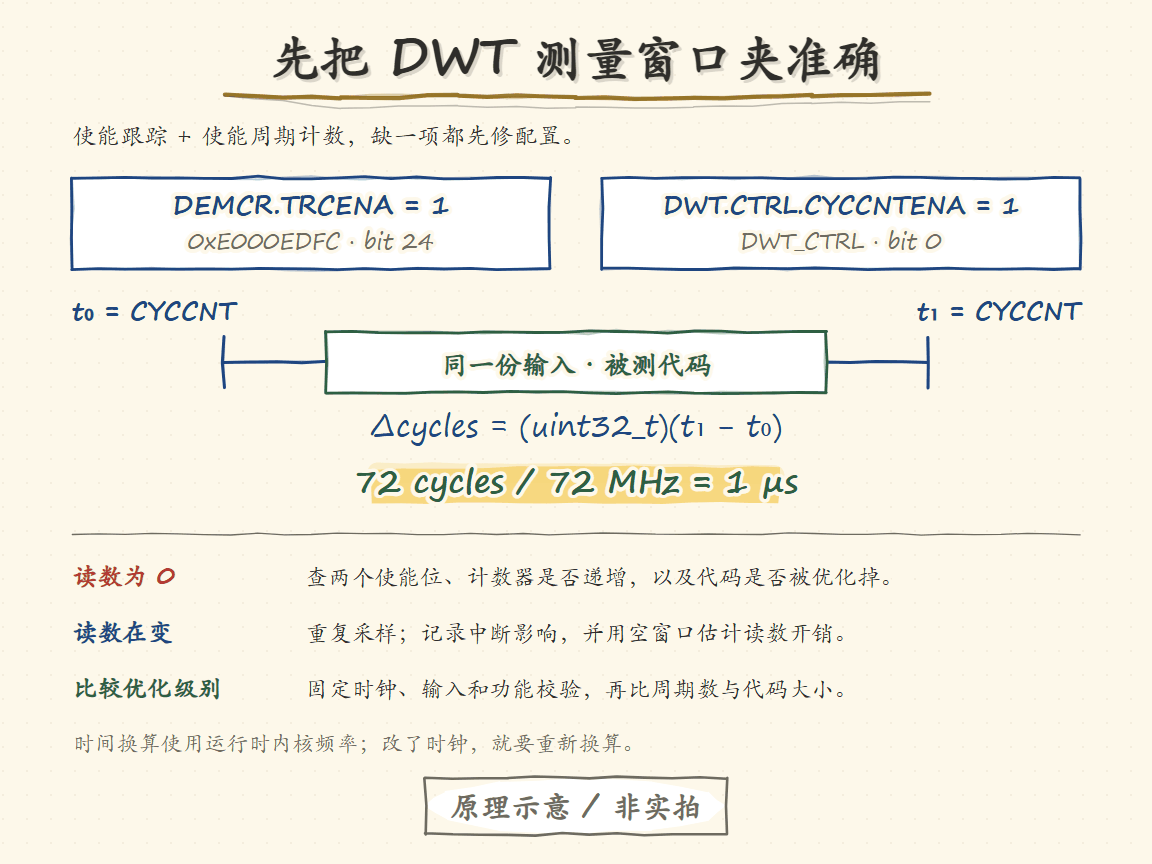 先把 DWT 测量窗口夹准确
使能跟踪 + 使能周期计数，缺一项都先修配置。
DEMCR.TRCENA = 1
0xE000EDFC · bit 24
DWT.CTRL.CYCCNTENA = 1
DWT_CTRL · bit 0
t₀ = CYCCNT
t₁ = CYCCNT
同一份输入 · 被测代码
Δcycles = (uint32_t)(t₁ − t₀)
72 cycles / 72 MHz = 1 μs
读数为 0
查两个使能位、计数器是否递增，以及代码是否被优化掉。
读数在变
重复采样；记录中断影响，并用空窗口估计读数开销。
比较优化级别
固定时钟、输入和功能校验，再比周期数与代码大小。
时间换算使用运行时内核频率；改了时钟，就要重新换算。
原理示意 / 非实拍